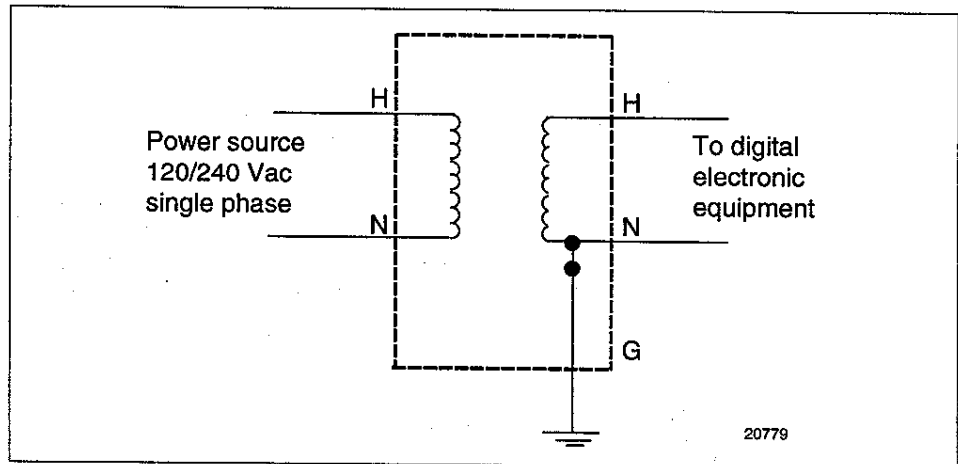 H
H
Power source
120/240 Vac
single phase
To digital
electronic
equipment
N
N
G
20779